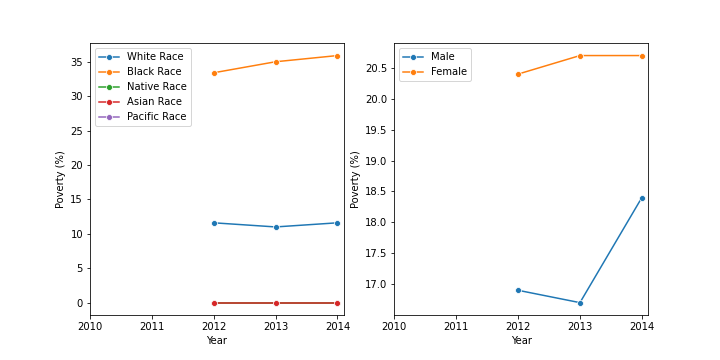 White Race
Black Race
Native Race
Asian Race
Pacific Race
35
30
25
20
15
10
5
0
Poverty (%)
2010 2011 2012 2013 2014
Year
Male
Female
20.5
20.0
19.5
19.0
18.5
18.0
17.5
17.0
Poverty (%)
2010 2011 2012 2013 2014
Year